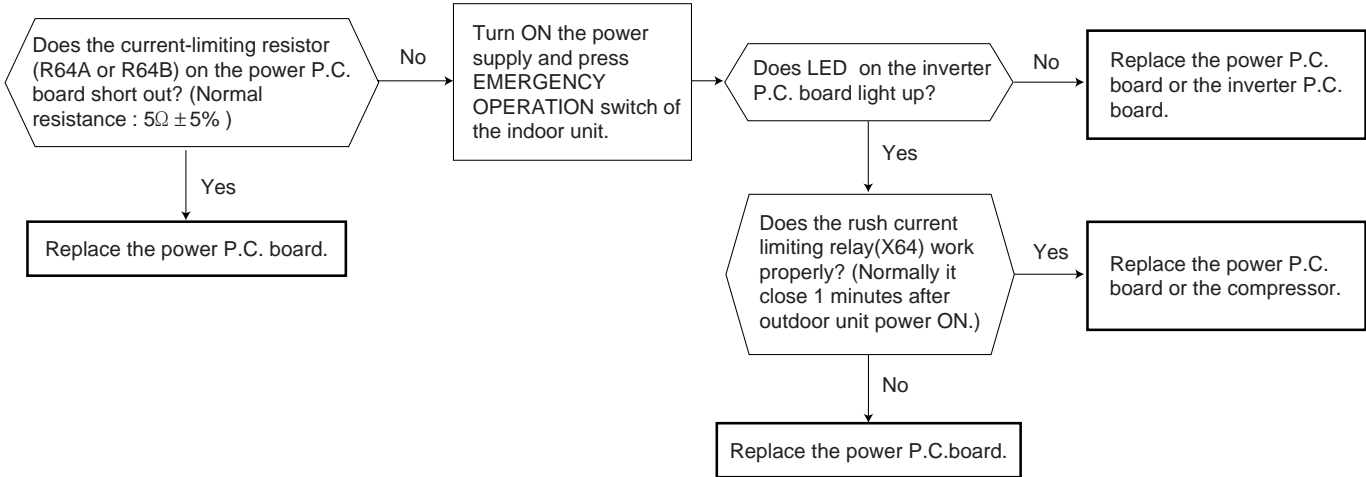 Does the current-limiting resistor
(R64A or R64B) on the power P.C.
board short out? (Normal
resistance : 5Ω ±5% )
No
Turn ON the power
supply and press
EMERGENCY
OPERATION switch of
the indoor unit.
Does LED on the inverter
P.C. board light up?
No
Replace the power P.C.
board or the inverter P.C.
board.
Yes
Replace the power P.C. board.
Yes
Does the rush current
limiting relay(X64) work
properly? (Normally it
close 1 minutes after
outdoor unit power ON.)
Yes
Replace the power P.C.
board or the compressor.
No
Replace the power P.C.board.